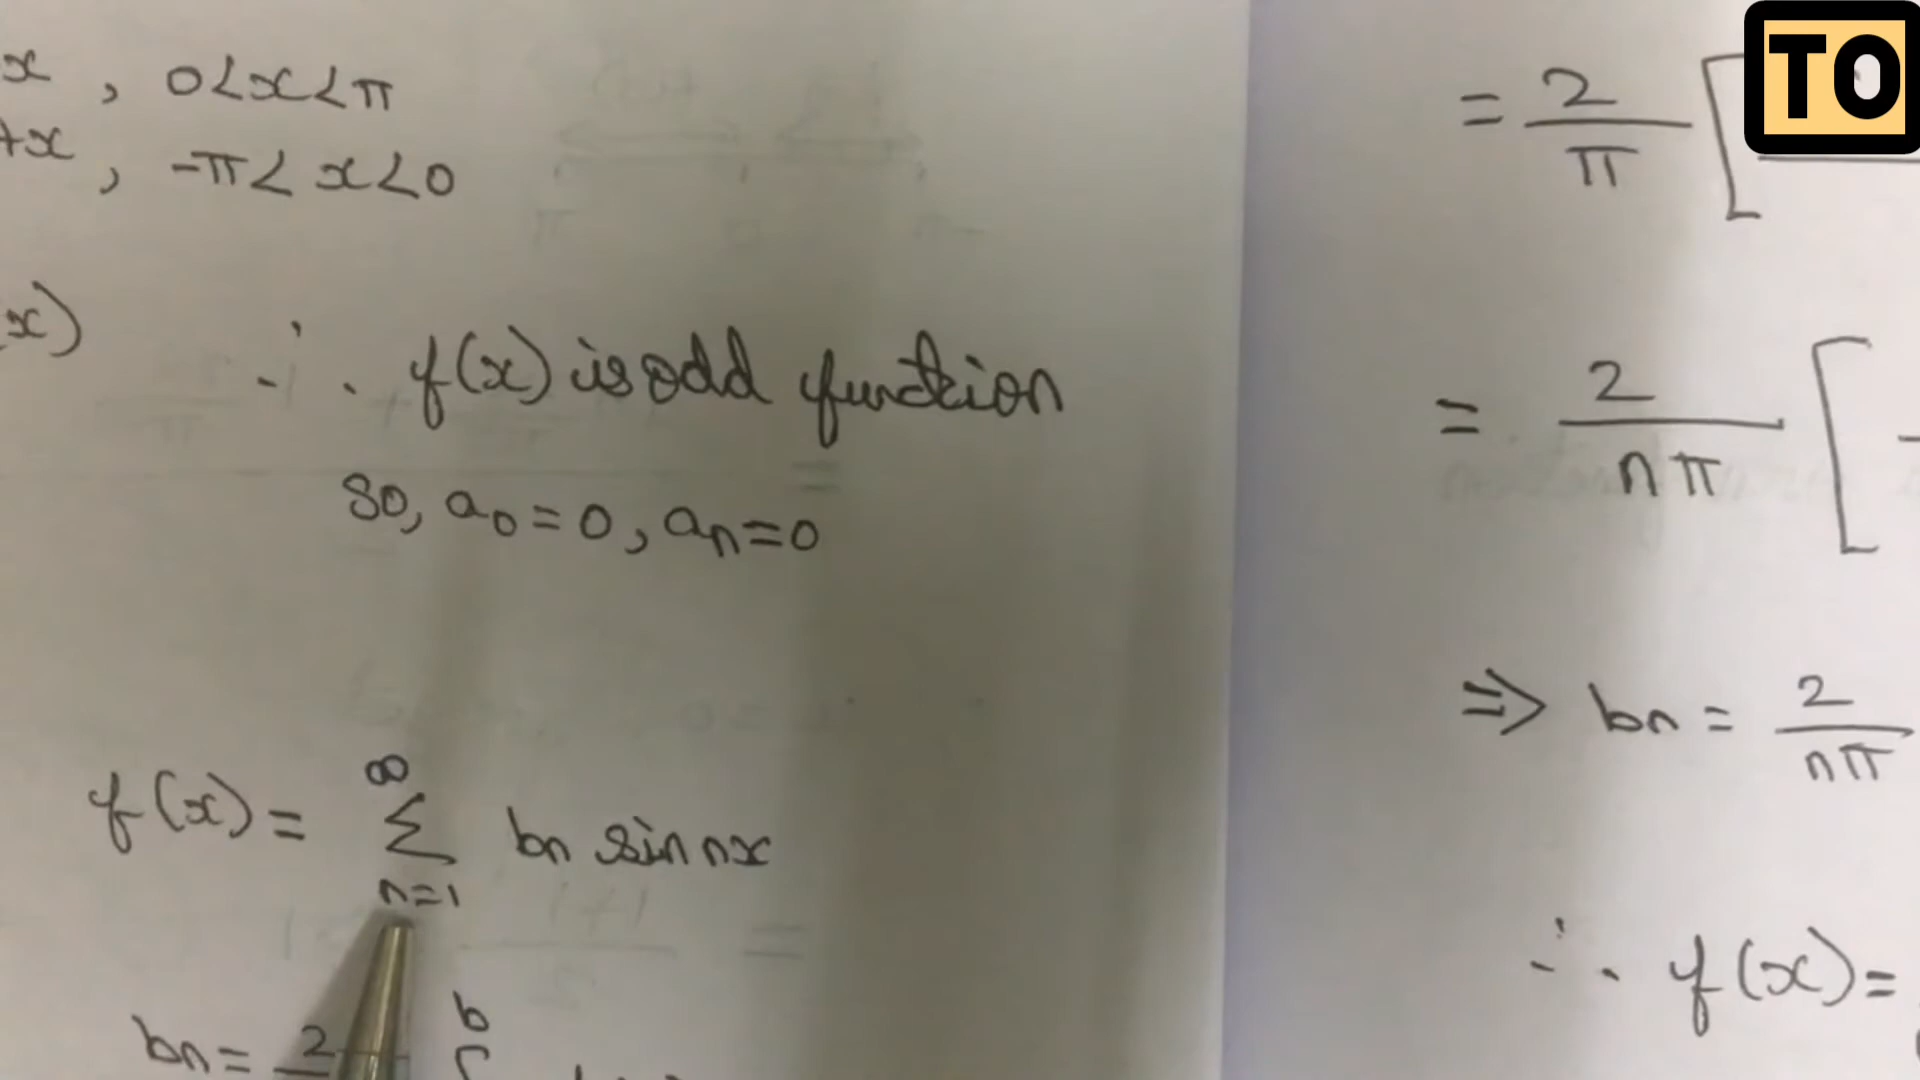 x , 0<x<π
+x , -π<x<0
x) ∴ f(x) is odd function
so, a₀=0, aₙ=0
f(x) = ∞ Σ n=1 bn sin nx
bn = 2 b
TO
= 2/π [
= 2/nπ [ -
⇒ bn = 2/nπ
∴ f(x)=